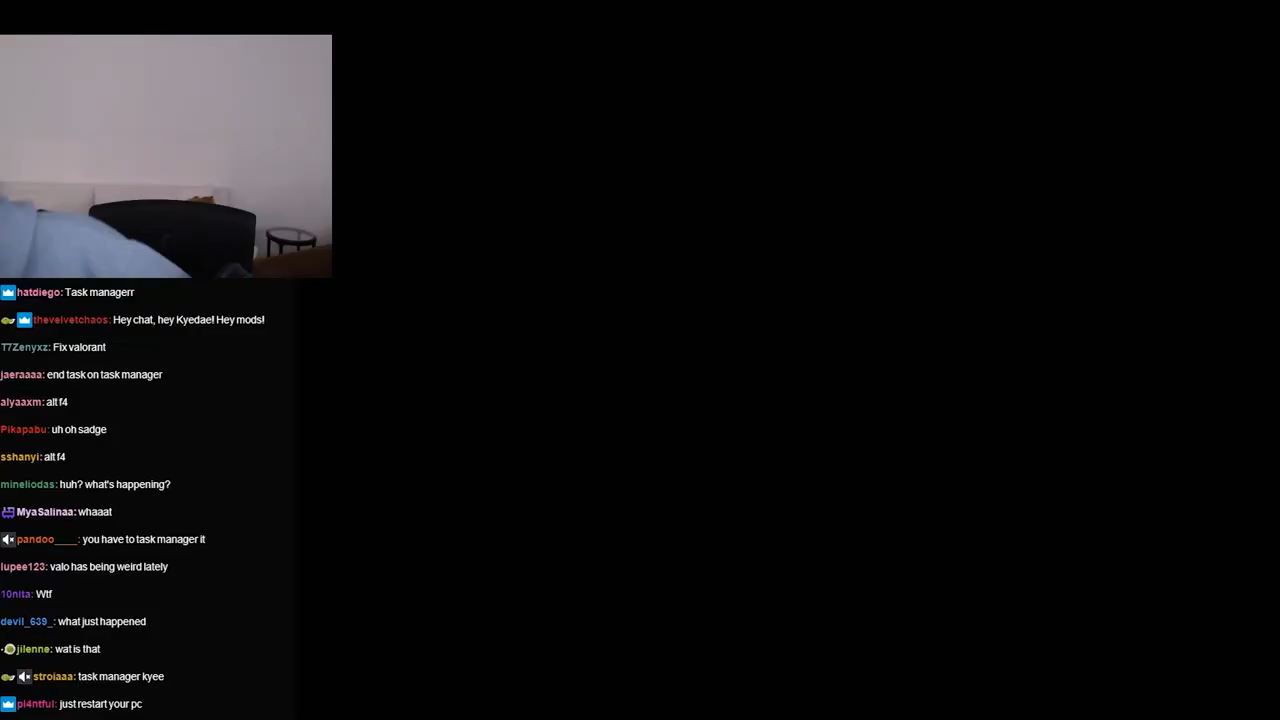 hatdiego: Task managerr
thevelvetchaos: Hey chat, hey Kyedae! Hey mods!
T7Zenyxz: Fix valorant
jaeraaaa: end task on task manager
alyaaxm: alt f4
Pikapabu: uh oh sadge
sshanyi: alt f4
mineliodas: huh? what's happening?
MyaSalinaa: whaaat
pandoo____: you have to task manager it
lupee123: valo has being weird lately
10nita: Wtf
devil_639_: what just happened
jilenne: wat is that
stroiaaa: task manager kyee
pl4ntful: just restart your pc